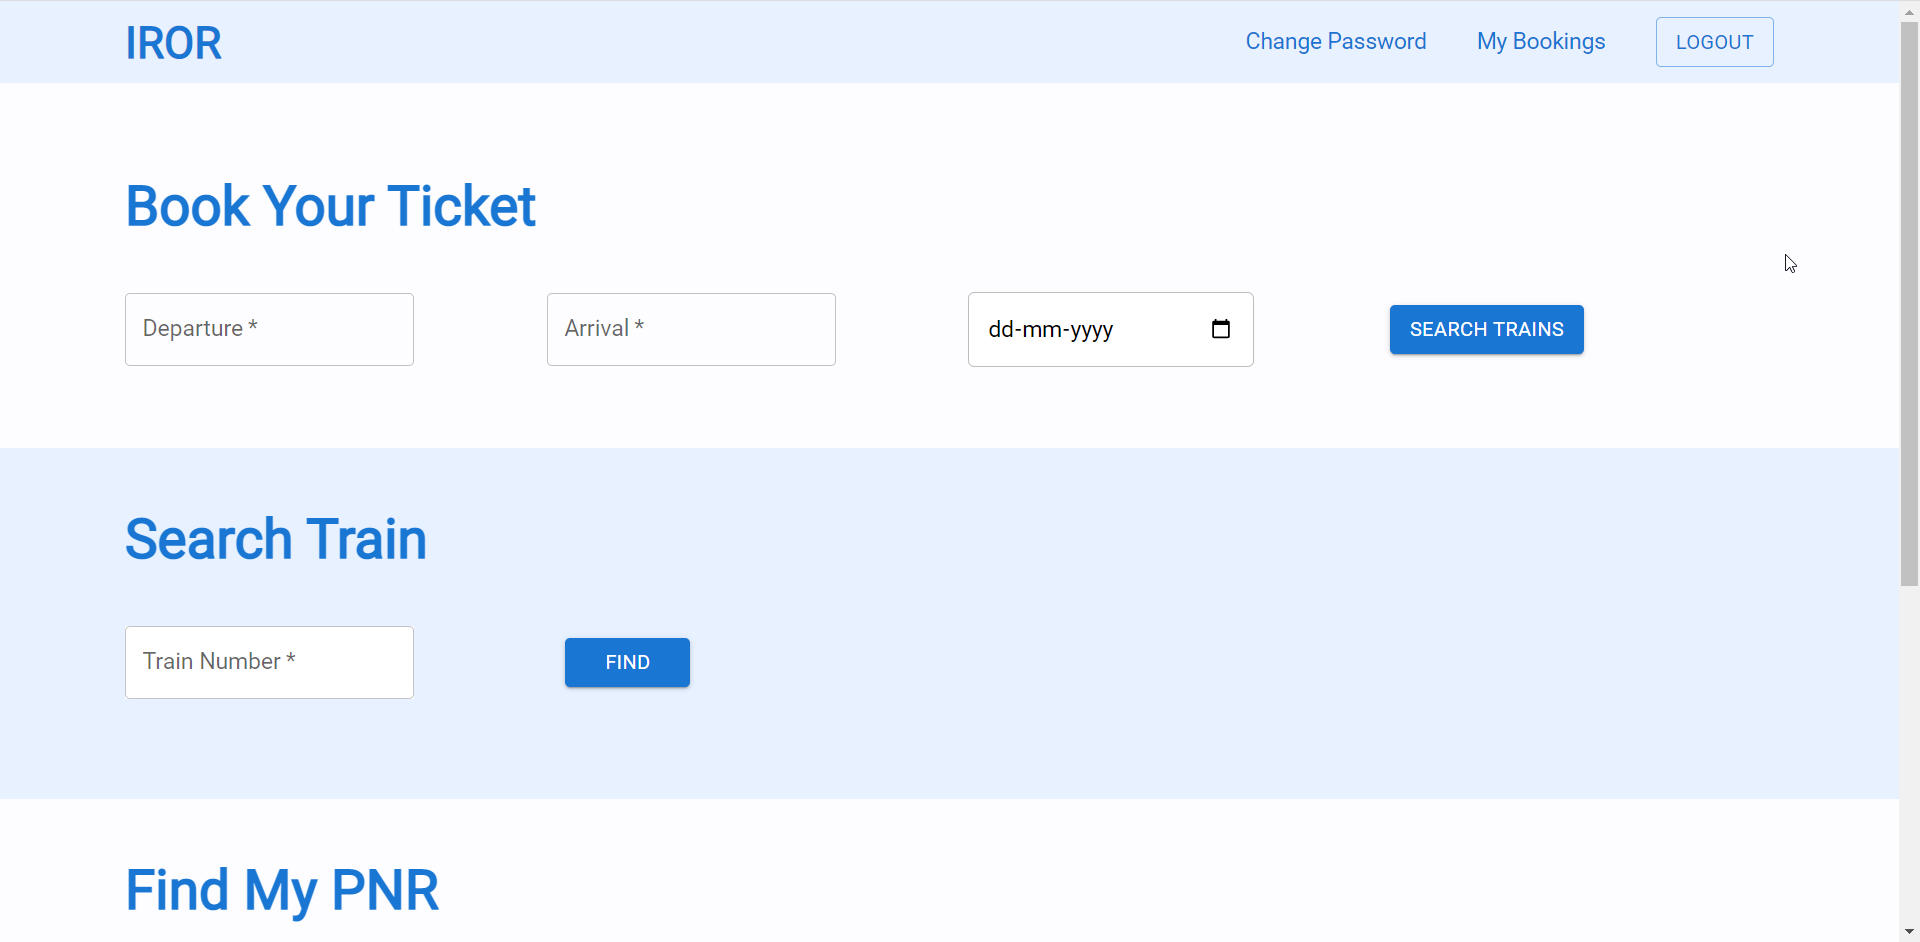 IROR
Change Password
My Bookings
LOGOUT
Book Your Ticket
Departure *
Arrival *
dd-mm-yyyy
SEARCH TRAINS
Search Train
Train Number *
FIND
Find My PNR